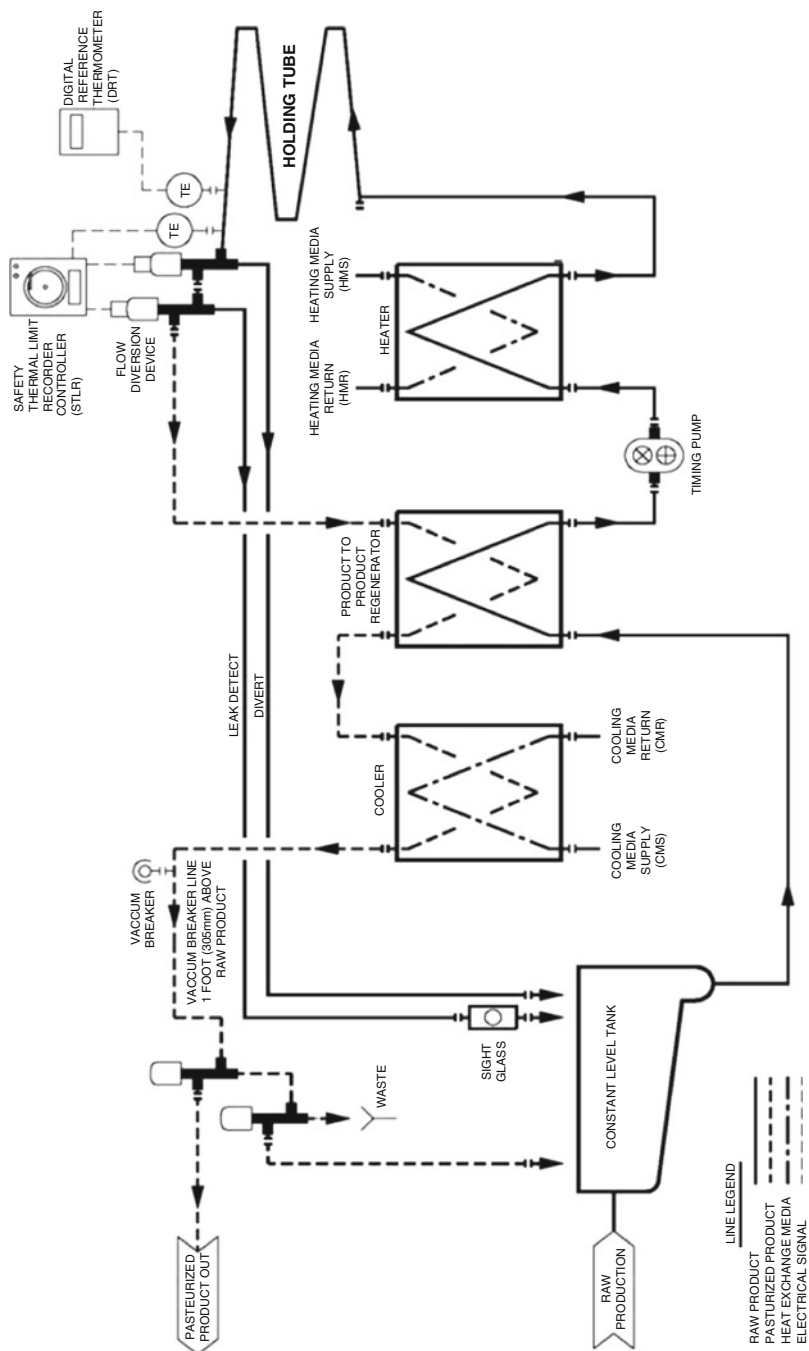 DIGITAL
REFERENCE
THERMOMETER
(DRT)
TE
TE
HOLDING TUBE
SAFETY
THERMAL LIMIT
RECORDER
CONTROLLER
(STLR)
FLOW
DIVERSION
DEVICE
HEATING MEDIA
SUPPLY
(HMS)
HEATER
HEATING MEDIA
RETURN
(HMR)
TIMING PUMP
PRODUCT TO
PRODUCT
REGENERATOR
LEAK DETECT
DIVERT
COOLER
COOLING
MEDIA
RETURN
(CMR)
COOLING
MEDIA
SUPPLY
(CMS)
VACCUM
BREAKER
VACCUM BREAKER LINE
1 FOOT (305mm) ABOVE
RAW PRODUCT
SIGHT
GLASS
WASTE
CONSTANT LEVEL TANK
PASTEURIZED
PRODUCT OUT
RAW
PRODUCTION
LINE LEGEND
RAW PRODUCT
PASTURIZED PRODUCT
HEAT EXCHANGE MEDIA
ELECTRICAL SIGNAL